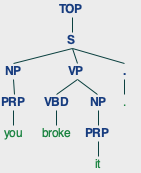 TOP
S
NP VP .
PRP VBD NP .
you broke PRP
it